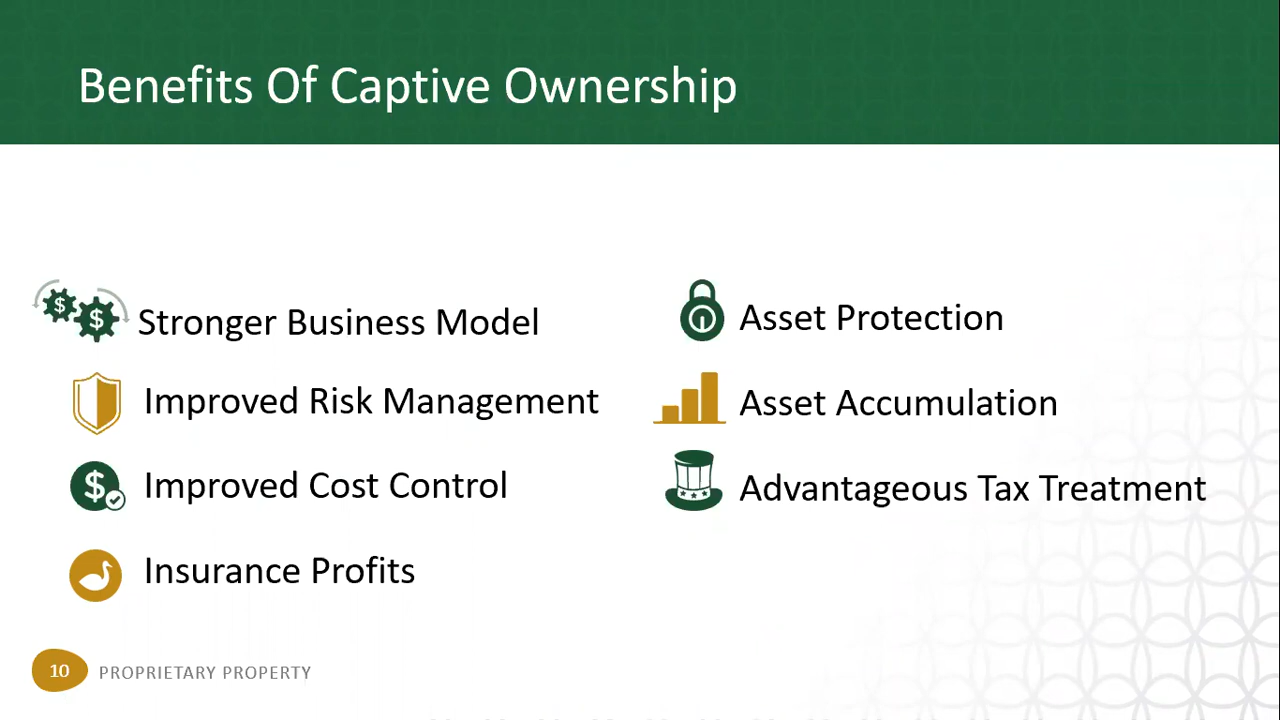 Benefits Of Captive Ownership
$ $ Stronger Business Model
Improved Risk Management
$ Improved Cost Control
Insurance Profits
Asset Protection
Asset Accumulation
Advantageous Tax Treatment
10 PROPRIETARY PROPERTY